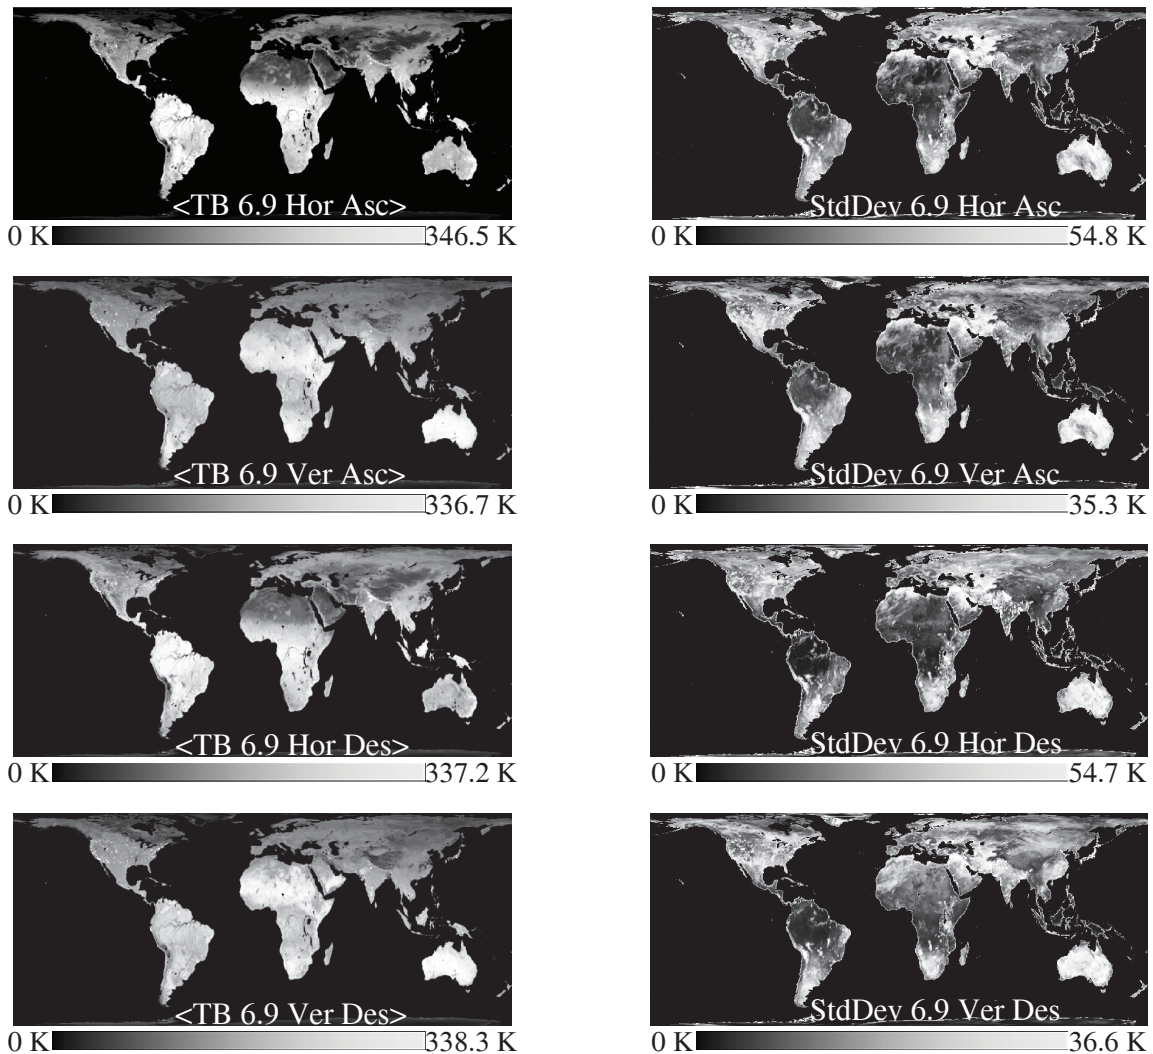 <TB 6.9 Hor Asc>
0 K 346.5 K
StdDev 6.9 Hor Asc
0 K 54.8 K
<TB 6.9 Ver Asc>
0 K 336.7 K
StdDev 6.9 Ver Asc
0 K 35.3 K
<TB 6.9 Hor Des>
0 K 337.2 K
StdDev 6.9 Hor Des
0 K 54.7 K
<TB 6.9 Ver Des>
0 K 338.3 K
StdDev 6.9 Ver Des
0 K 36.6 K